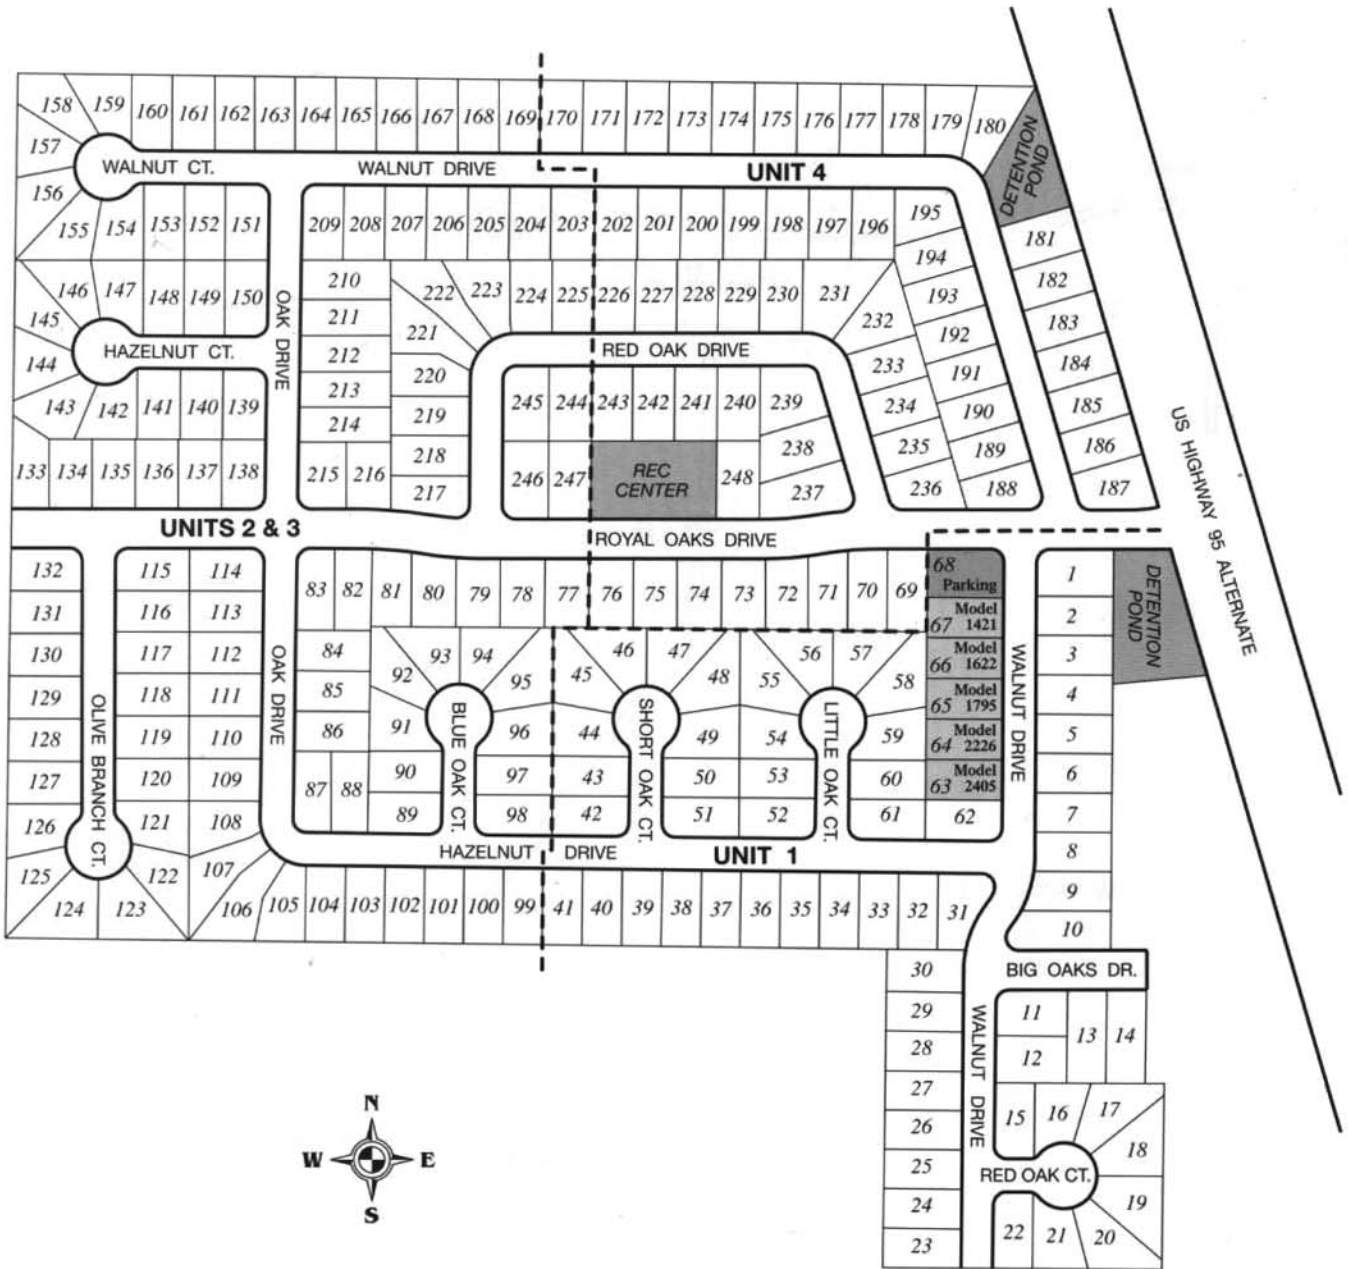 158 159 160 161 162 163 164 165 166 167 168 169 170 171 172 173 174 175 176 177 178 179 180
DETENTION
POND
157
WALNUT CT.
WALNUT DRIVE
UNIT 4
156
155 154 153 152 151
209 208 207 206 205 204 203 202 201 200 199 198 197 196 195
194
193
192
191
190
189
188
181
182
183
184
185
186
187
146 147 148 149 150
145
144
143 142 141 140 139
HAZELNUT CT.
OAK DRIVE
210
211
212
213
214
215 216
222 223 224 225 226 227 228 229 230 231
221
220
219
218
217
232
233
234
235
236
RED OAK DRIVE
245 244 243 242 241 240 239
238
237
246 247
REC
CENTER
248
133 134 135 136 137 138
UNITS 2 & 3
ROYAL OAKS DRIVE
US HIGHWAY 95 ALTERNATE
132
131
130
129
128
127
126
125
124
123
122
121
120
119
118
117
116
115
OLIVE BRANCH CT.
114
113
112
111
110
109
108
107
106
OAK DRIVE
83 82 81 80 79 78 77 76 75 74 73 72 71 70 69
68
Parking
67 Model
1421
66 Model
1622
65 Model
1795
64 Model
2226
63 Model
2405
62
84
85
86
87 88
92 93 94 95
91
90
89
96
97
98
BLUE OAK CT.
45 46 47 48
44
43
42
49
50
51
SHORT OAK CT.
55 56 57 58
54
53
52
59
60
61
LITTLE OAK CT.
WALNUT DRIVE
1
2
3
4
5
6
7
8
9
10
DETENTION
POND
HAZELNUT DRIVE
UNIT 1
105 104 103 102 101 100 99 41 40 39 38 37 36 35 34 33 32 31
30
29
28
27
26
25
24
23
BIG OAKS DR.
WALNUT DRIVE
11
12
13 14
15 16 17
18
19
RED OAK CT.
22 21 20
N
W E
S